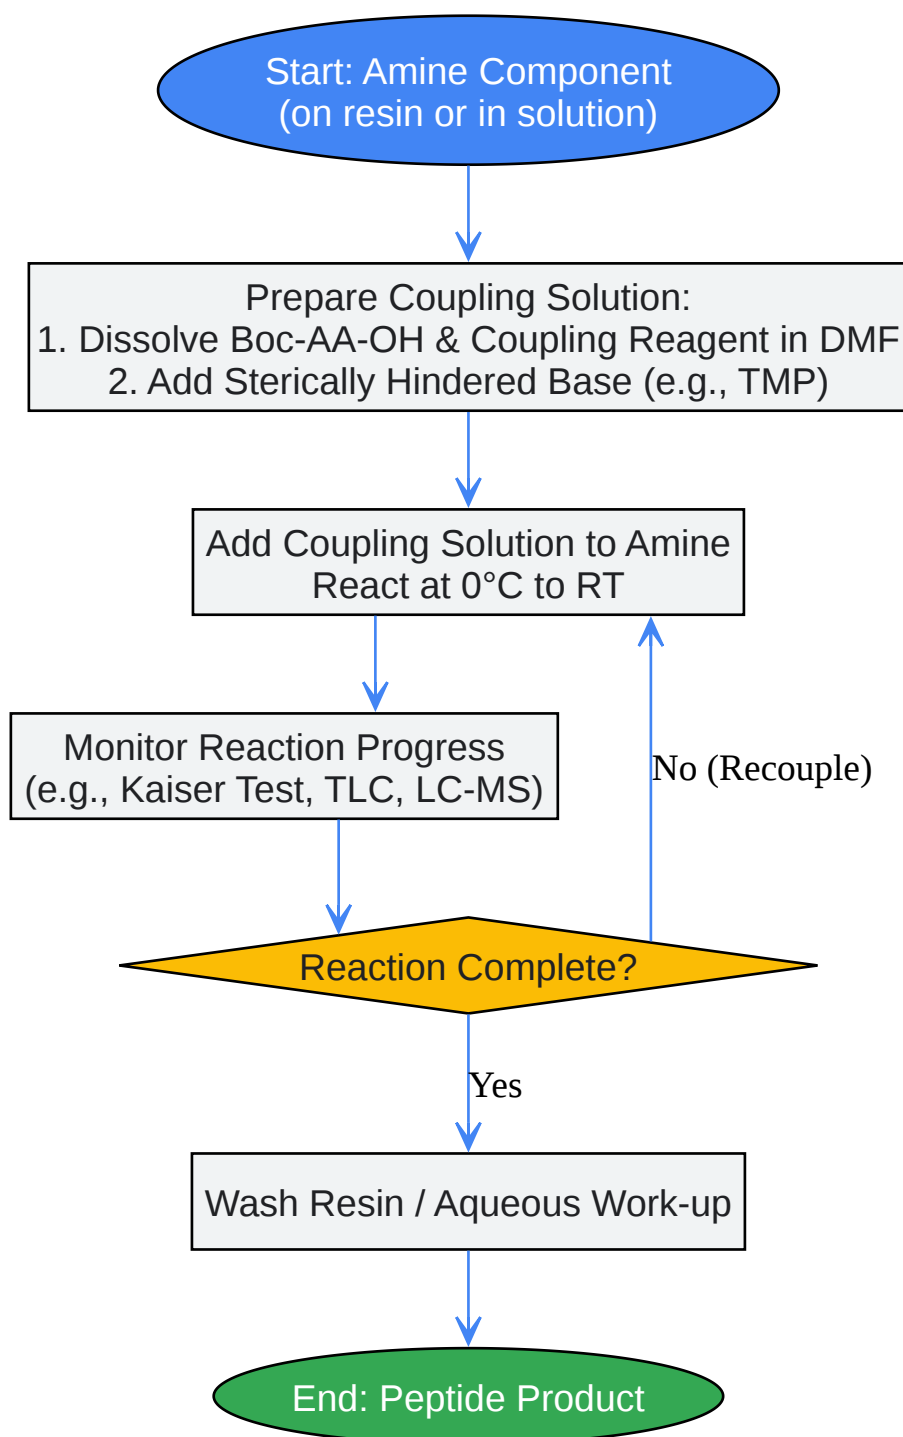 Start: Amine Component
(on resin or in solution)
Prepare Coupling Solution:
1. Dissolve Boc-AA-OH & Coupling Reagent in DMF
2. Add Sterically Hindered Base (e.g., TMP)
Add Coupling Solution to Amine
React at 0°C to RT
Monitor Reaction Progress
(e.g., Kaiser Test, TLC, LC-MS)
No (Recouple)
Reaction Complete?
Yes
Wash Resin / Aqueous Work-up
End: Peptide Product